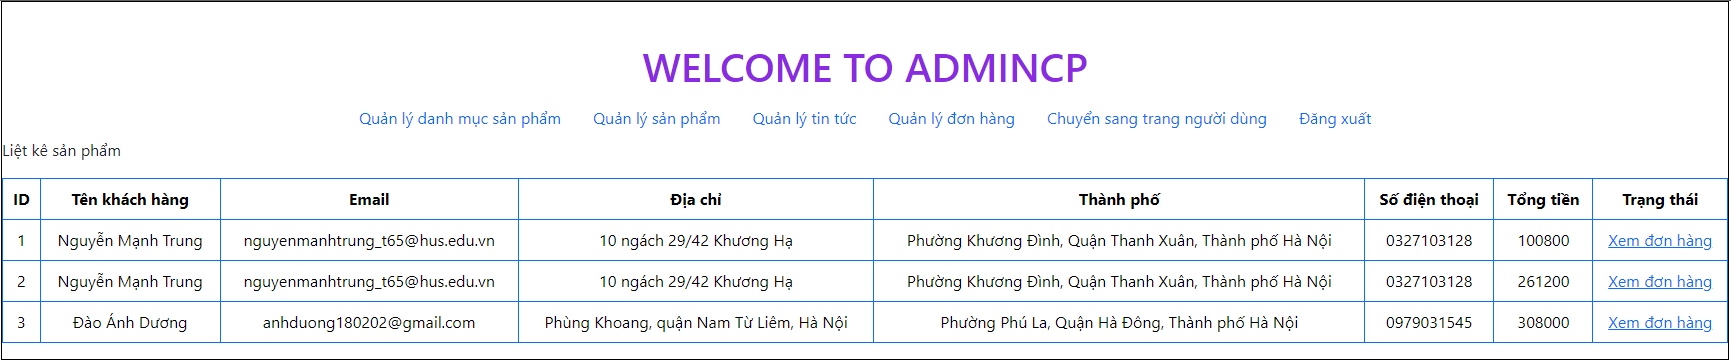 WELCOME TO ADMINCP
Quản lý danh mục sản phẩm Quản lý sản phẩm Quản lý tin tức Quản lý đơn hàng Chuyển sang trang người dùng Đăng xuất
Liệt kê sản phẩm
ID Tên khách hàng Email Địa chỉ Thành phố Số điện thoại Tổng tiền Trạng thái
1 Nguyễn Mạnh Trung nguyenmanhtrung_t65@hus.edu.vn 10 ngách 29/42 Khương Hạ Phường Khương Đình, Quận Thanh Xuân, Thành phố Hà Nội 0327103128 100800 Xem đơn hàng
2 Nguyễn Mạnh Trung nguyenmanhtrung_t65@hus.edu.vn 10 ngách 29/42 Khương Hạ Phường Khương Đình, Quận Thanh Xuân, Thành phố Hà Nội 0327103128 261200 Xem đơn hàng
3 Đào Ánh Dương anhduong180202@gmail.com Phùng Khoang, quận Nam Từ Liêm, Hà Nội Phường Phú La, Quận Hà Đông, Thành phố Hà Nội 0979031545 308000 Xem đơn hàng